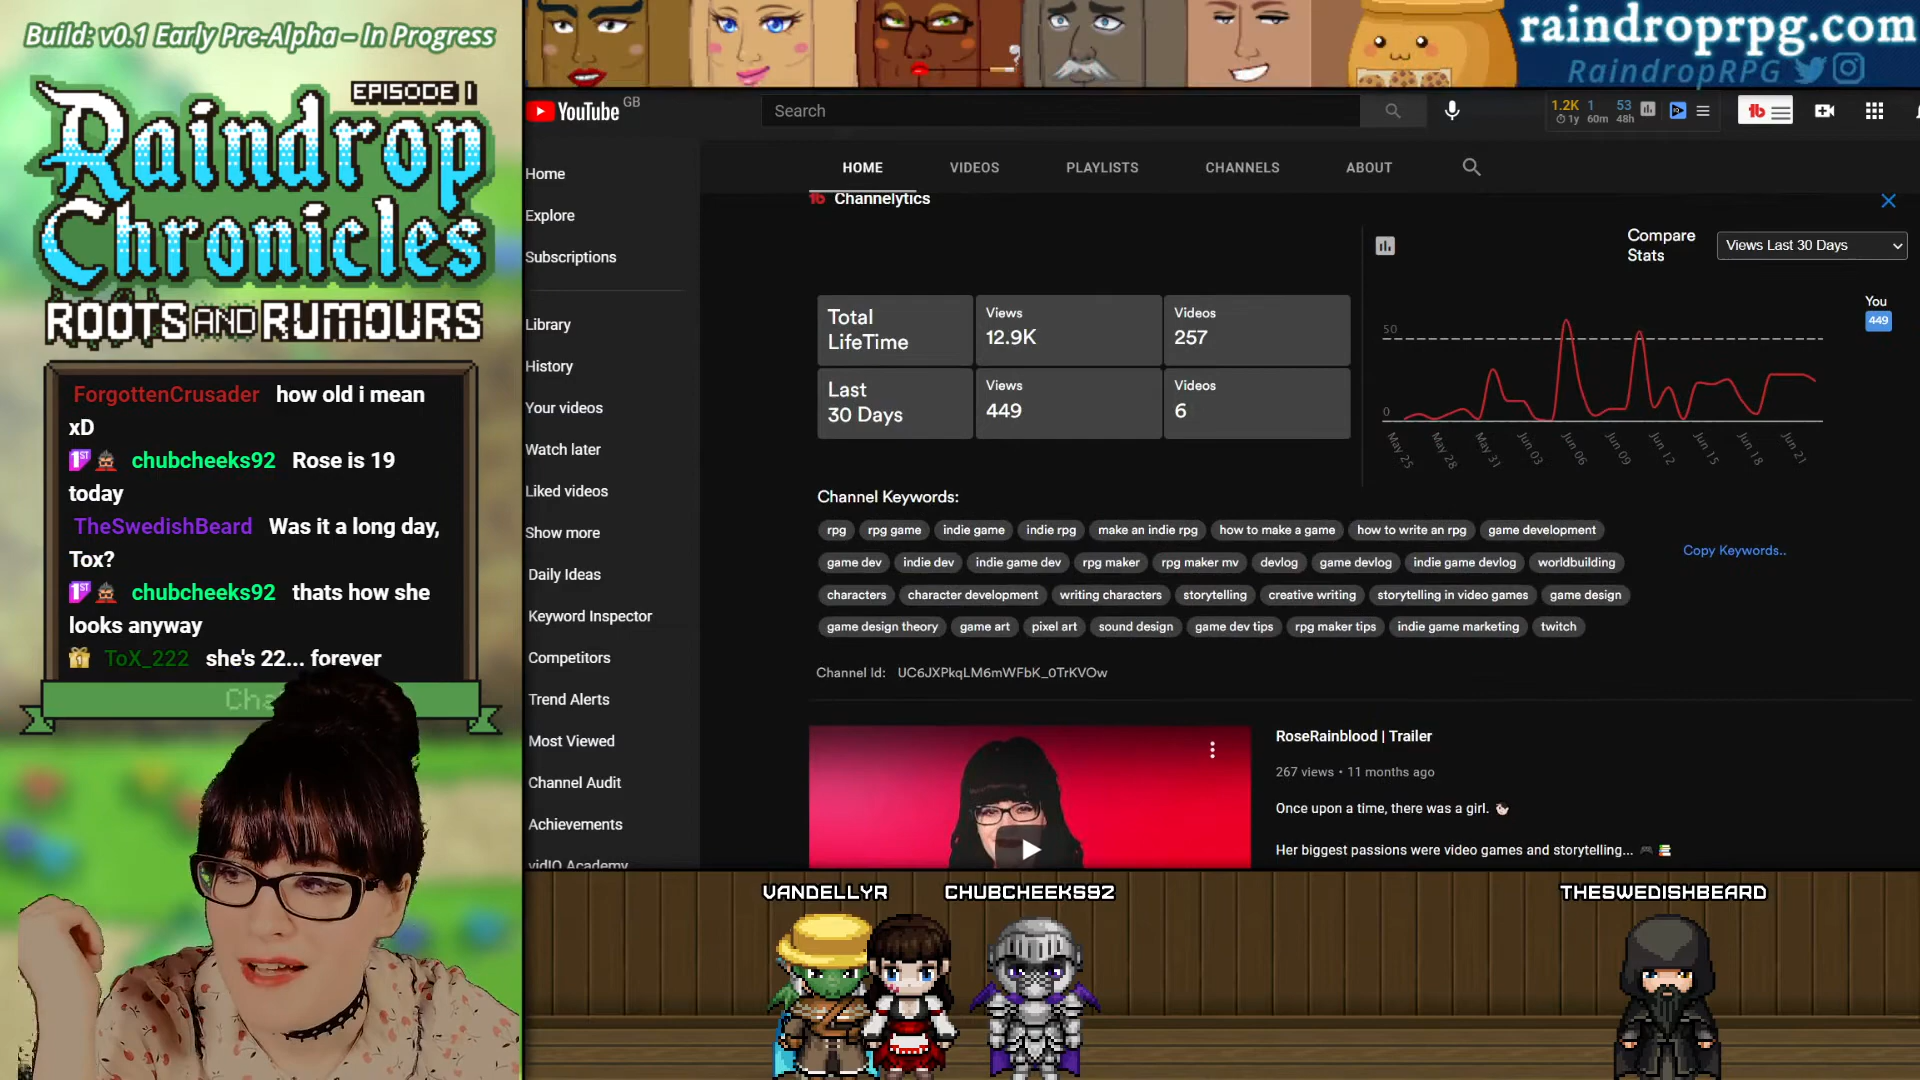 Build: v0.1 Early Pre-Alpha – In Progress
EPISODE I
Raindrop
Chronicles
ROOTS AND RUMOURS
ForgottenCrusader how old i mean
xD
chubcheeks92 Rose is 19
today
TheSwedishBeard Was it a long day,
Tox?
chubcheeks92 thats how she
looks anyway
ToX_222 she's 22... forever
raindroprpg.com
RaindropRPG
YouTube GB
Search
1.2K 1 53
1y 60m 48h
Home
Explore
Subscriptions
Library
History
Your videos
Watch later
Liked videos
Show more
Daily Ideas
Keyword Inspector
Competitors
Trend Alerts
Most Viewed
Channel Audit
Achievements
vidIQ Academy
HOME VIDEOS PLAYLISTS CHANNELS ABOUT
Channelytics
Compare
Stats
Views Last 30 Days
Total
LifeTime
Views
12.9K
Videos
257
Last
30 Days
Views
449
Videos
6
You
449
50
0
May 25 May 28 May 31 Jun 03 Jun 06 Jun 09 Jun 12 Jun 15 Jun 18 Jun 21
Channel Keywords:
rpg rpg game indie game indie rpg make an indie rpg how to make a game how to write an rpg game development
game dev indie dev indie game dev rpg maker rpg maker mv devlog game devlog indie game devlog worldbuilding
characters character development writing characters storytelling creative writing storytelling in video games game design
game design theory game art pixel art sound design game dev tips rpg maker tips indie game marketing twitch
Copy Keywords..
Channel Id: UC6JXPkqLM6mWFbK_0TrKVOw
RoseRainblood | Trailer
267 views • 11 months ago
Once upon a time, there was a girl.
Her biggest passions were video games and storytelling...
VANDELLYR
CHUBCHEEKS92
THESWEDISHBEARD